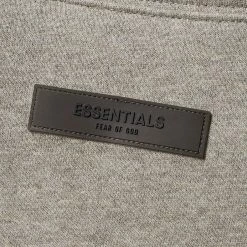 ESSENTIALS
FEAR OF GOD